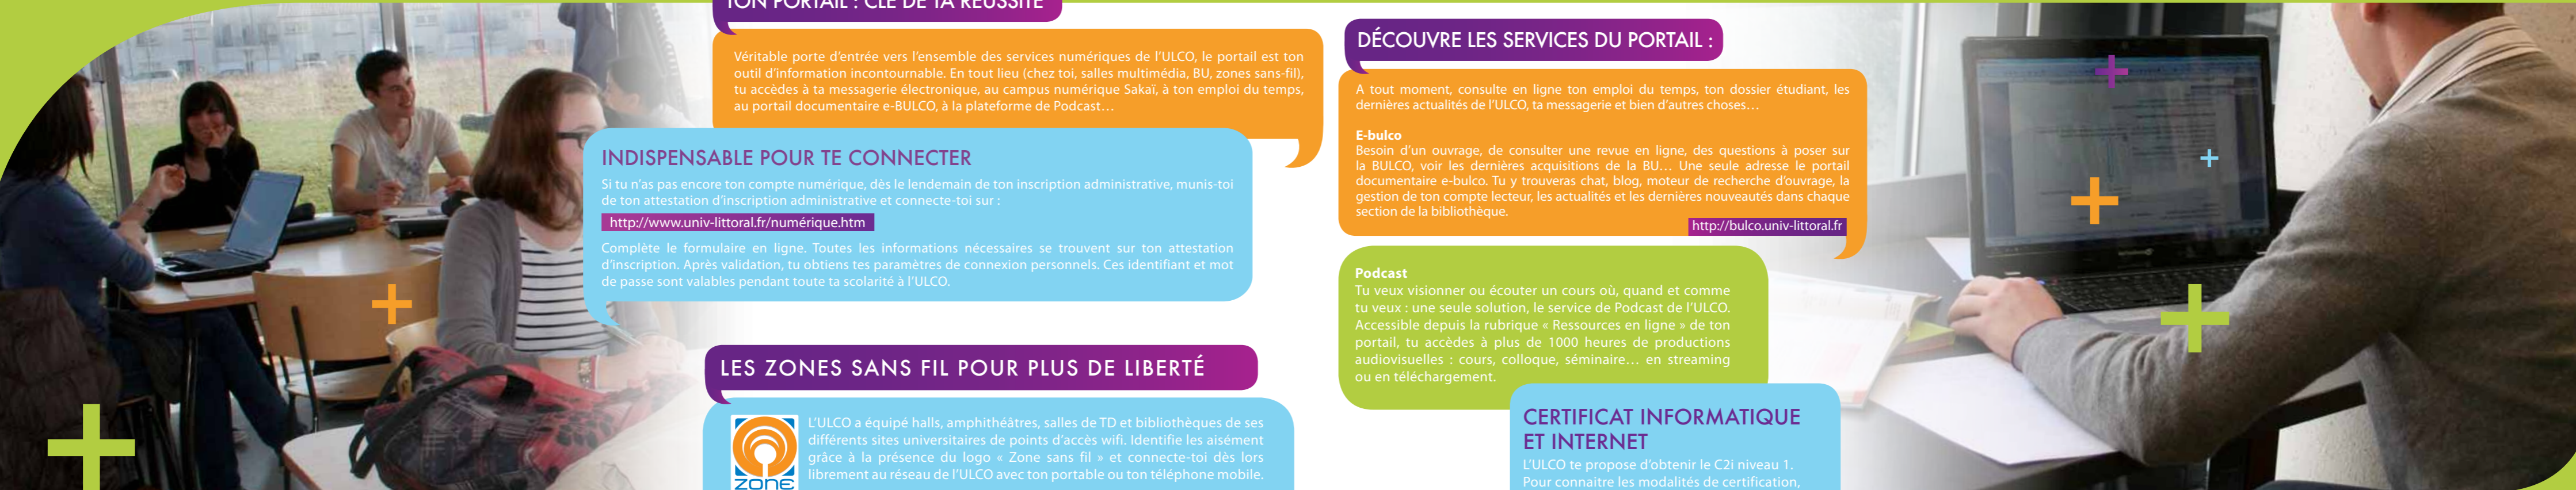 TON PORTAIL : CLÉ DE TA RÉUSSITE
Véritable porte d'entrée vers l'ensemble des services numériques de l'ULCO, le portail est ton
outil d'information incontournable. En tout lieu (chez toi, salles multimédia, BU, zones sans-fil),
tu accèdes à ta messagerie électronique, au campus numérique Sakaï, à ton emploi du temps,
au portail documentaire e-BULCO, à la plateforme de Podcast…
INDISPENSABLE POUR TE CONNECTER
Si tu n'as pas encore ton compte numérique, dès le lendemain de ton inscription administrative, munis-toi
de ton attestation d'inscription administrative et connecte-toi sur :
http://www.univ-littoral.fr/numérique.htm
Complète le formulaire en ligne. Toutes les informations nécessaires se trouvent sur ton attestation
d'inscription. Après validation, tu obtiens tes paramètres de connexion personnels. Ces identifiant et mot
de passe sont valables pendant toute ta scolarité à l'ULCO.
LES ZONES SANS FIL POUR PLUS DE LIBERTÉ
L'ULCO a équipé halls, amphithéâtres, salles de TD et bibliothèques de ses
différents sites universitaires de points d'accès wifi. Identifie les aisément
grâce à la présence du logo « Zone sans fil » et connecte-toi dès lors
librement au réseau de l'ULCO avec ton portable ou ton téléphone mobile.
ZONE
DÉCOUVRE LES SERVICES DU PORTAIL :
A tout moment, consulte en ligne ton emploi du temps, ton dossier étudiant, les
dernières actualités de l'ULCO, ta messagerie et bien d'autres choses…
E-bulco
Besoin d'un ouvrage, de consulter une revue en ligne, des questions à poser sur
la BULCO, voir les dernières acquisitions de la BU… Une seule adresse le portail
documentaire e-bulco. Tu y trouveras chat, blog, moteur de recherche d'ouvrage, la
gestion de ton compte lecteur, les actualités et les dernières nouveautés dans chaque
section de la bibliothèque.
http://bulco.univ-littoral.fr
Podcast
Tu veux visionner ou écouter un cours où, quand et comme
tu veux : une seule solution, le service de Podcast de l'ULCO.
Accessible depuis la rubrique « Ressources en ligne » de ton
portail, tu accèdes à plus de 1000 heures de productions
audiovisuelles : cours, colloque, séminaire… en streaming
ou en téléchargement.
CERTIFICAT INFORMATIQUE
ET INTERNET
L'ULCO te propose d'obtenir le C2i niveau 1.
Pour connaitre les modalités de certification,